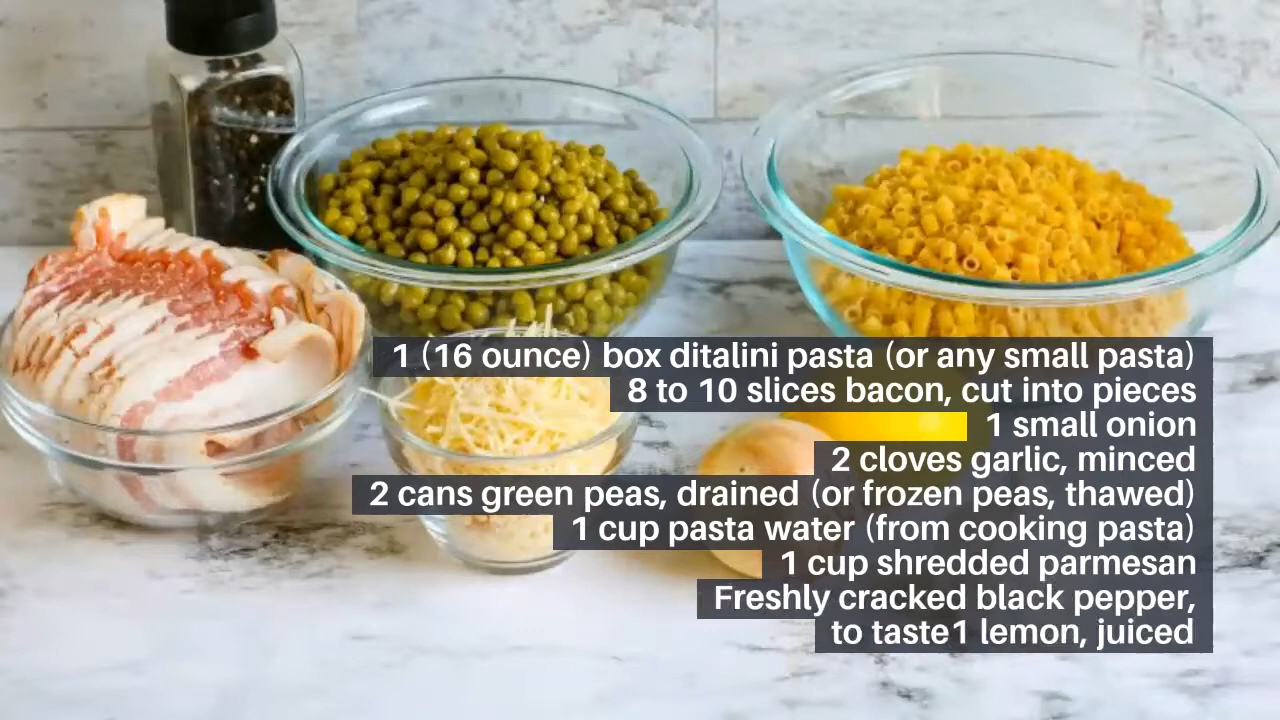 1 (16 ounce) box ditalini pasta (or any small pasta)
8 to 10 slices bacon, cut into pieces
1 small onion
2 cloves garlic, minced
2 cans green peas, drained (or frozen peas, thawed)
1 cup pasta water (from cooking pasta)
1 cup shredded parmesan
Freshly cracked black pepper,
to taste1 lemon, juiced